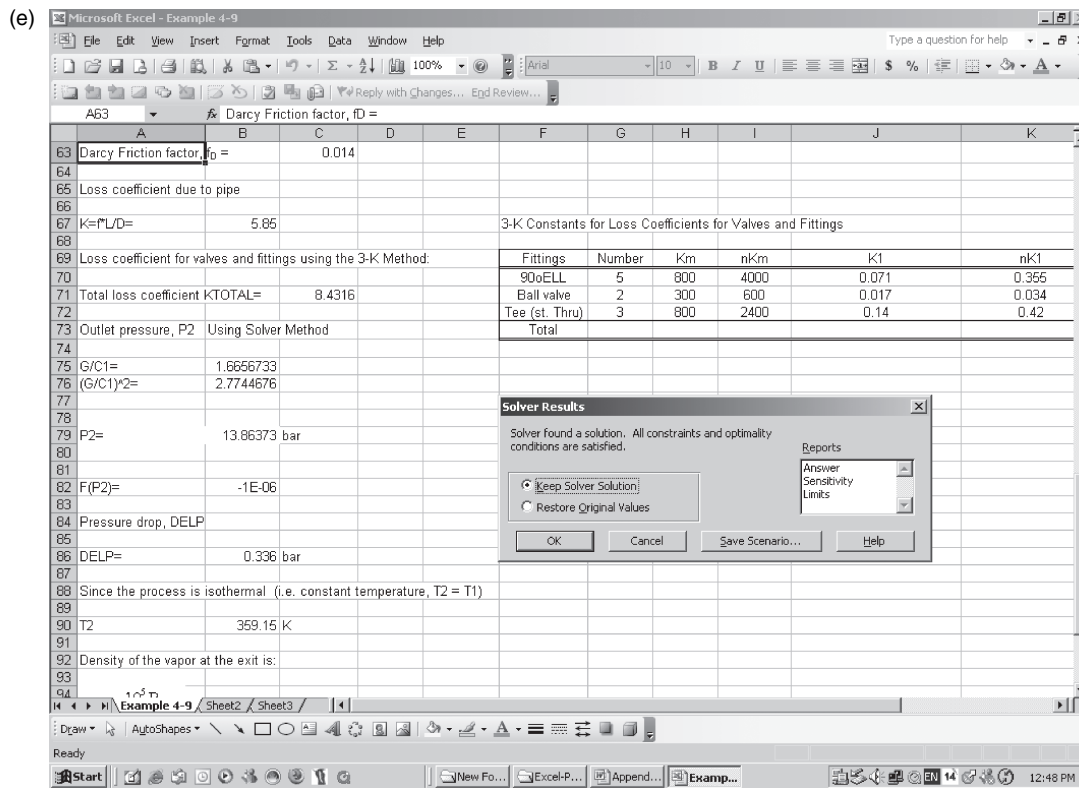 (e)
Microsoft Excel - Example 4-9
File Edit View Insert Format Tools Data Window Help Type a question for help
100% Arial 10 B I U $ %
Reply with Changes... End Review...
A63 fx Darcy Friction factor, fD =
A B C D E F G H I J K
63 Darcy Friction factor, fD = 0.014
64
65 Loss coefficient due to pipe
66
67 K=f*L/D= 5.85 3-K Constants for Loss Coefficients for Valves and Fittings
68
69 Loss coefficient for valves and fittings using the 3-K Method: Fittings Number Km nKm K1 nK1
70 90oELL 5 800 4000 0.071 0.355
71 Total loss coefficient KTOTAL= 8.4316 Ball valve 2 300 600 0.017 0.034
72 Tee (st. Thru) 3 800 2400 0.14 0.42
73 Outlet pressure, P2 Using Solver Method Total
74
75 G/C1= 1.6656733
76 (G/C1)^2= 2.7744676
77
78
79 P2= 13.86373 bar
80
81
82 F(P2)= -1E-06
83
84 Pressure drop, DELP
85
86 DELP= 0.336 bar
87
88 Since the process is isothermal (i.e. constant temperature, T2 = T1)
89
90 T2 359.15 K
91
92 Density of the vapor at the exit is:
93
94
Solver Results
Solver found a solution. All constraints and optimality
conditions are satisfied.
Reports
Answer
Sensitivity
Limits
Keep Solver Solution
Restore Original Values
OK Cancel Save Scenario... Help
Example 4-9 Sheet2 Sheet3
Draw AutoShapes
Ready
Start New Fo... Excel-P... Append... Examp... EN 14 12:48 PM